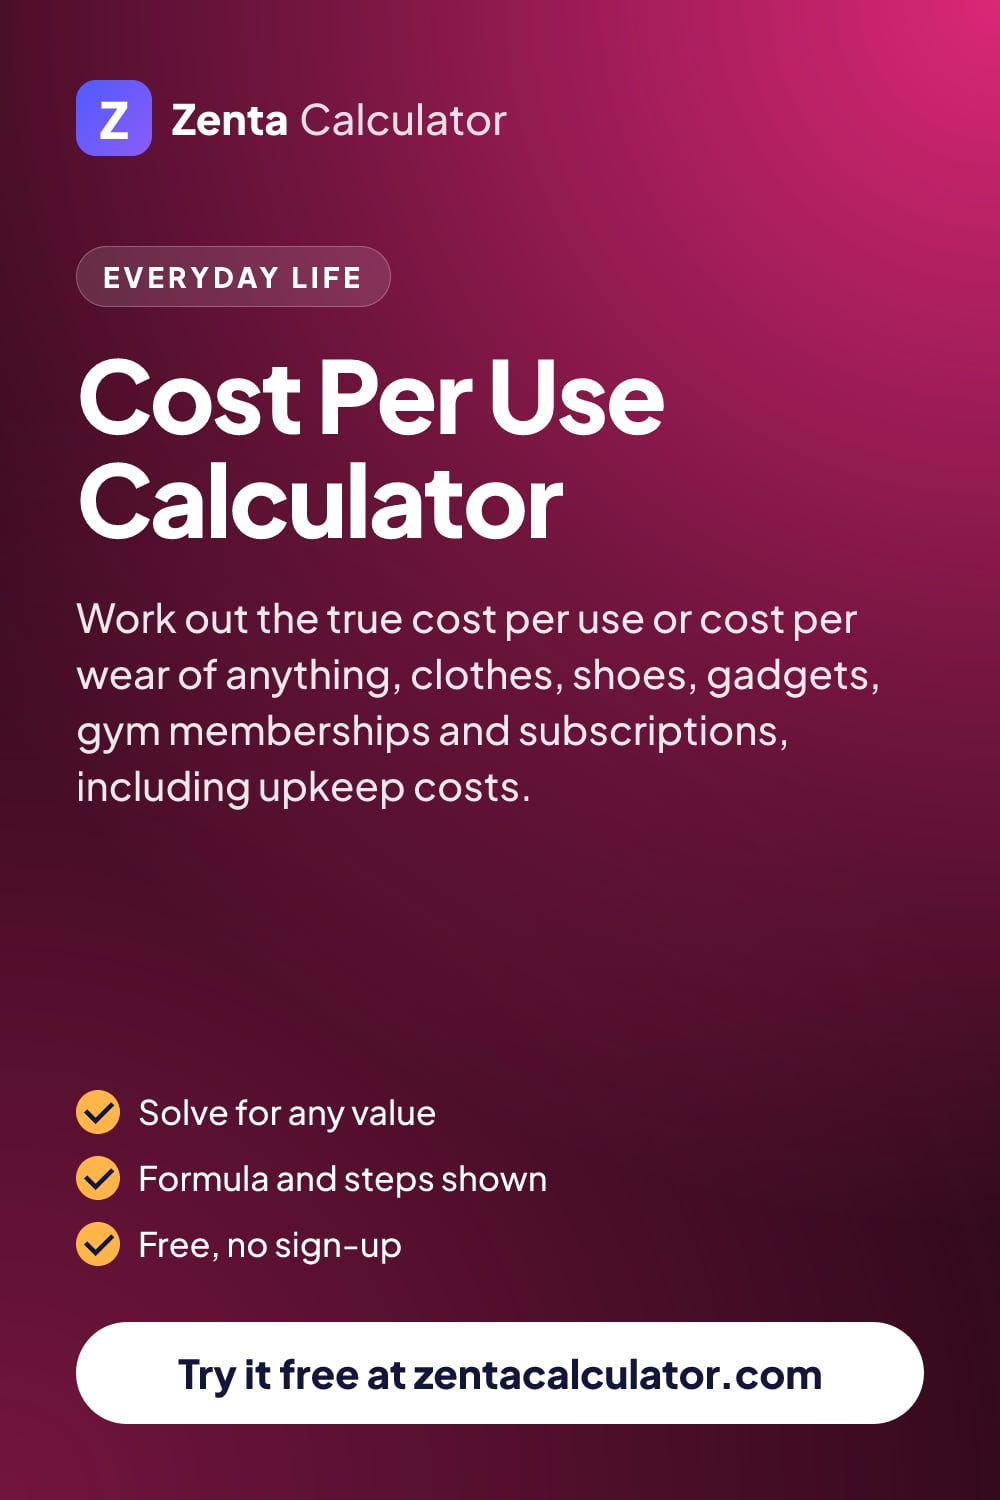 Z
Zenta Calculator
EVERYDAY LIFE
Cost Per Use
Calculator
Work out the true cost per use or cost per
wear of anything, clothes, shoes, gadgets,
gym memberships and subscriptions,
including upkeep costs.
Solve for any value
Formula and steps shown
Free, no sign-up
Try it free at zentacalculator.com